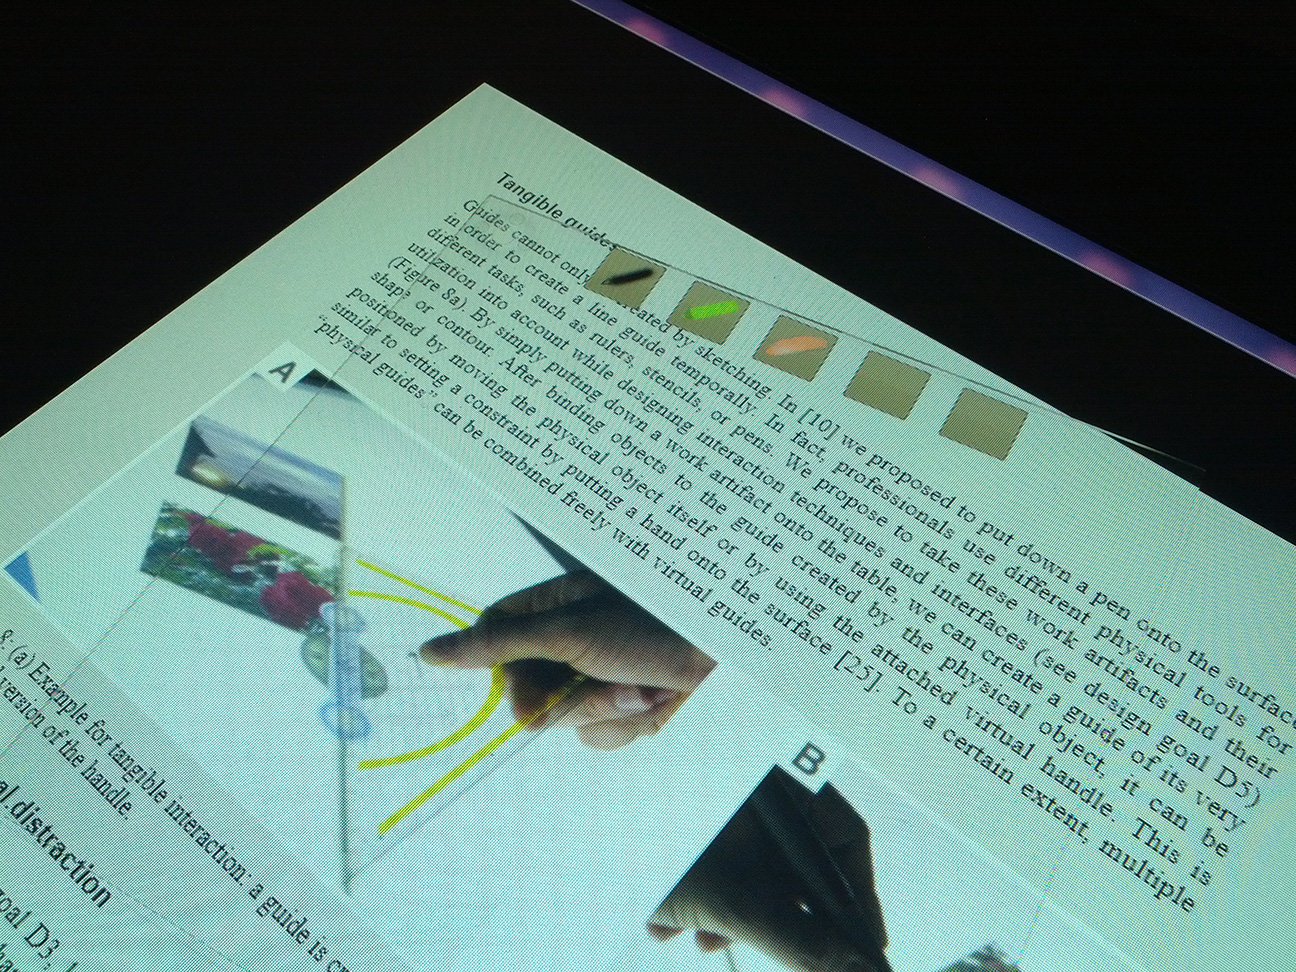 Tangible guides
Guides cannot only created by sketching. In [10] we proposed to put down a pen onto the surface
in order to create a line guide temporally. In fact, professionals use different physical tools for
different tasks, such as rulers, stencils, or pens. We propose to take these work artifacts and their
utilization into account while designing interaction techniques and interfaces (see design goal D5)
(Figure 8a). By simply putting down a work artifact onto the table, we can create a guide of its very
shape or contour. After binding objects to the guide created by the physical object, it can be
positioned by moving the physical object itself or by using the attached virtual handle. This is
similar to setting a constraint by putting a hand onto the surface [25]. To a certain extent, multiple
"physical guides" can be combined freely with virtual guides.
A
B
8: (a) Example for tangible interaction: a guide is
version of the handle.
distraction
goal D3,